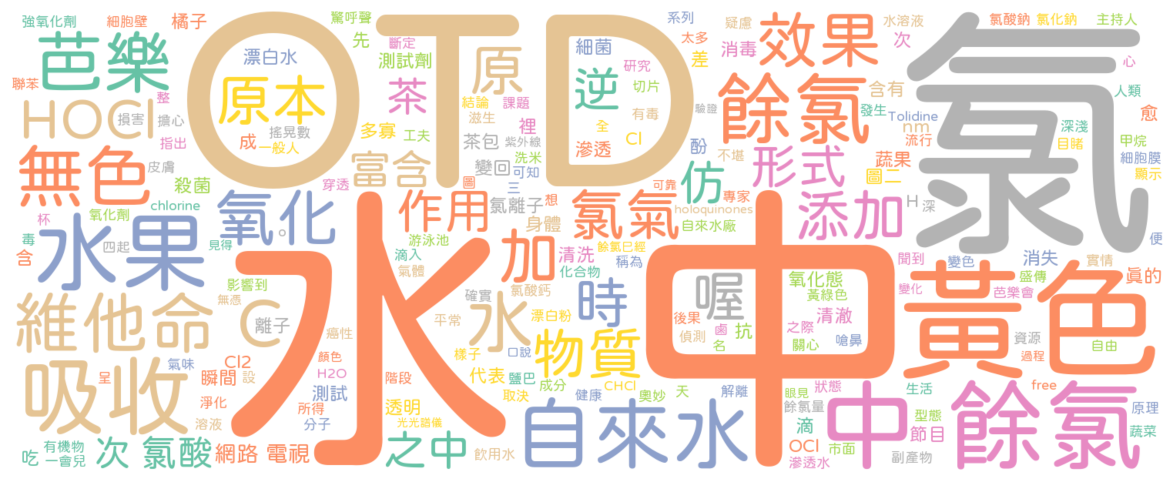 強氧化劑 細胞壁 橘子 OTD 驚呼聲 系列 疑慮 水溶液 氯酸鈉 氯化鈉 主持人
芭樂 漂白水 先 斷定 原 細菌 太多 消毒 效果 次 氯
聯苯 原本 測試劑 逆 研究 差 心
HOCl 整 損害 擴心 茶 結論 課題 切片 餘氯 含有 發生 人類
滋生 有毒 驗證 Tolidine 愈
指出 成 搖晃數 多寡 工夫 裡 全 Cl nm 深淺
一般人 茶包 紫外線 滲透 酚 流行 目睹 甲烷
無色 皮膚 富含 變回 洗米 不堪 形式 蔬果 細胞膜
殺菌 穿透 圖 三 可知 可靠 仿 專家 圖二 顯示
杯 氧化劑 chlorine 氧化 作用 氯離子 想 氯氣 holoquinones 添加 H 深
毒 四起 。 游泳池 身體 自來水廠 便
含 水果 見得 滴入 加 清洗 餘氯已經 聞到 變色 消失 實情
影響到 氣體 化合物 稱為 氧化態 盛傳 真的
維他命 C 無憑 水中 確實 氯酸鈣 時 喔 黃綠色 變化 芭樂會 黃色
離子 平常 水 漂白粉 後果 鹵 抗 清澈 資源
氣味 癌性 偵測 名 之際 嗆鼻 自由
吸收 Cl2 顏色 樣子 口說 物質 關心 過程
呈 瞬間 設 H2O 階段 代表 鹽巴 成分 CHCl 狀態 生活 free
淨化 測試 取決 健康 奧妙 天 解離 眼見 中 餘氯 原理
溶液 所得 透明 自來水 餘氯量 型態 蔬菜
有機物 分子 光光譜儀 滴 節目
吃 一會兒 次 氯酸 網路 電視 之中 飲用水 OCl 市面 副產物
滲透水